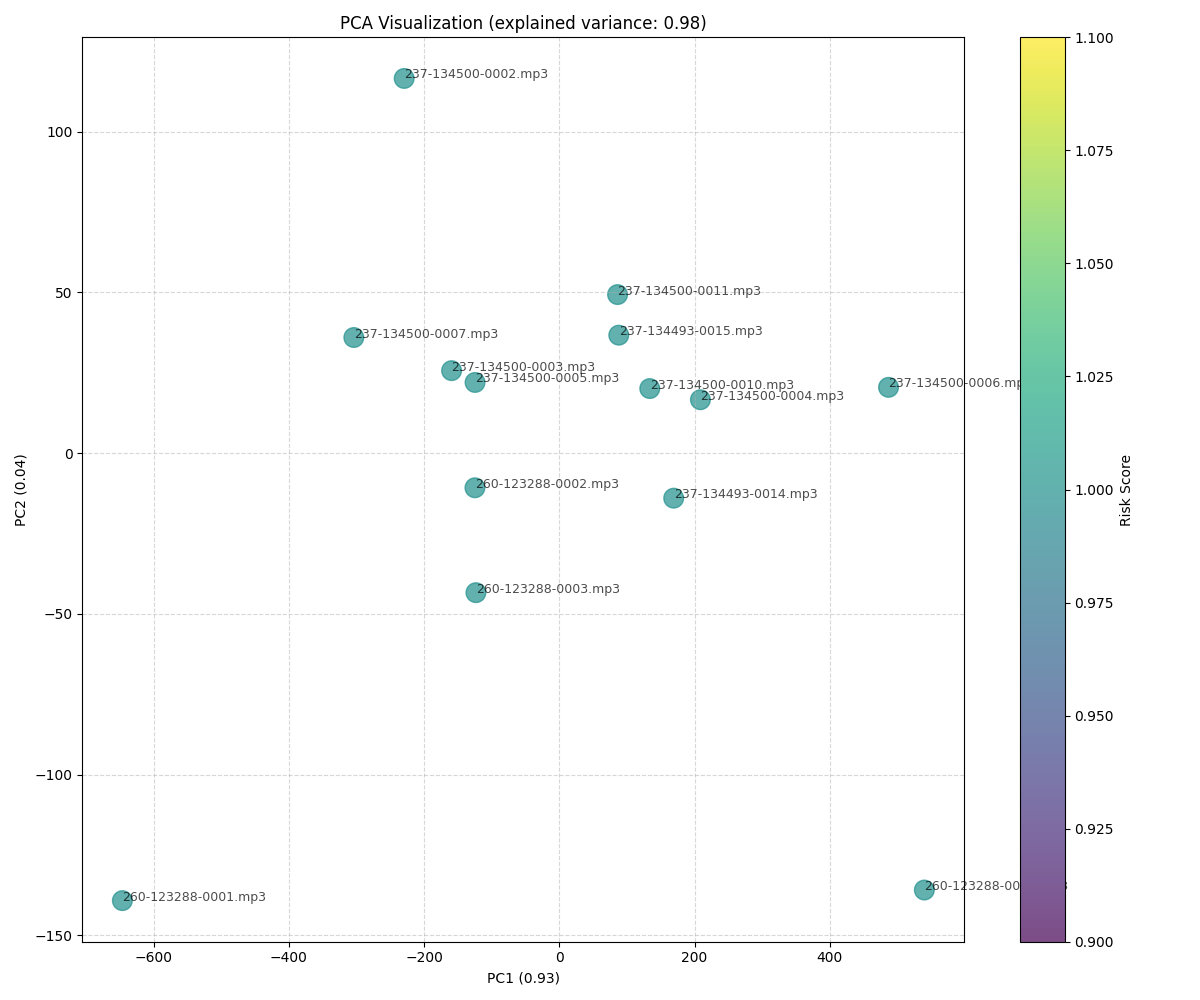 PCA Visualization (explained variance: 0.98)
237-134500-0002.mp3
237-134500-0011.mp3
237-134493-0015.mp3
237-134500-0007.mp3
237-134500-0003.mp3
237-134500-0005.mp3
237-134500-0010.mp3
237-134500-0004.mp3
237-134500-0006.mp
260-123288-0002.mp3
237-134493-0014.mp3
260-123288-0003.mp3
260-123288-0001.mp3
260-123288-00
100
50
0
−50
−100
−150
PC2 (0.04)
−600
−400
−200
0
200
400
PC1 (0.93)
1.100
1.075
1.050
1.025
1.000
0.975
0.950
0.925
0.900
Risk Score